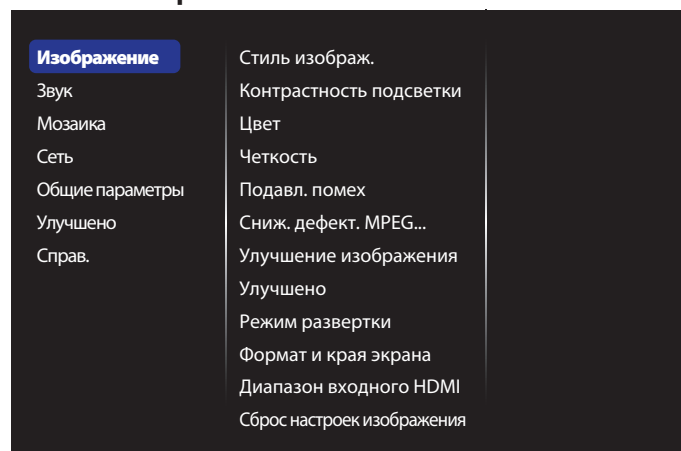 Изображение
Звук
Мозаика
Сеть
Общие параметры
Улучшено
Справ.
Стиль изображ.
Контрастность подсветки
Цвет
Четкость
Подавл. помех
Сниж. дефект. MPEG...
Улучшение изображения
Улучшено
Режим развертки
Формат и края экрана
Диапазон входного HDMI
Сброс настроек изображения